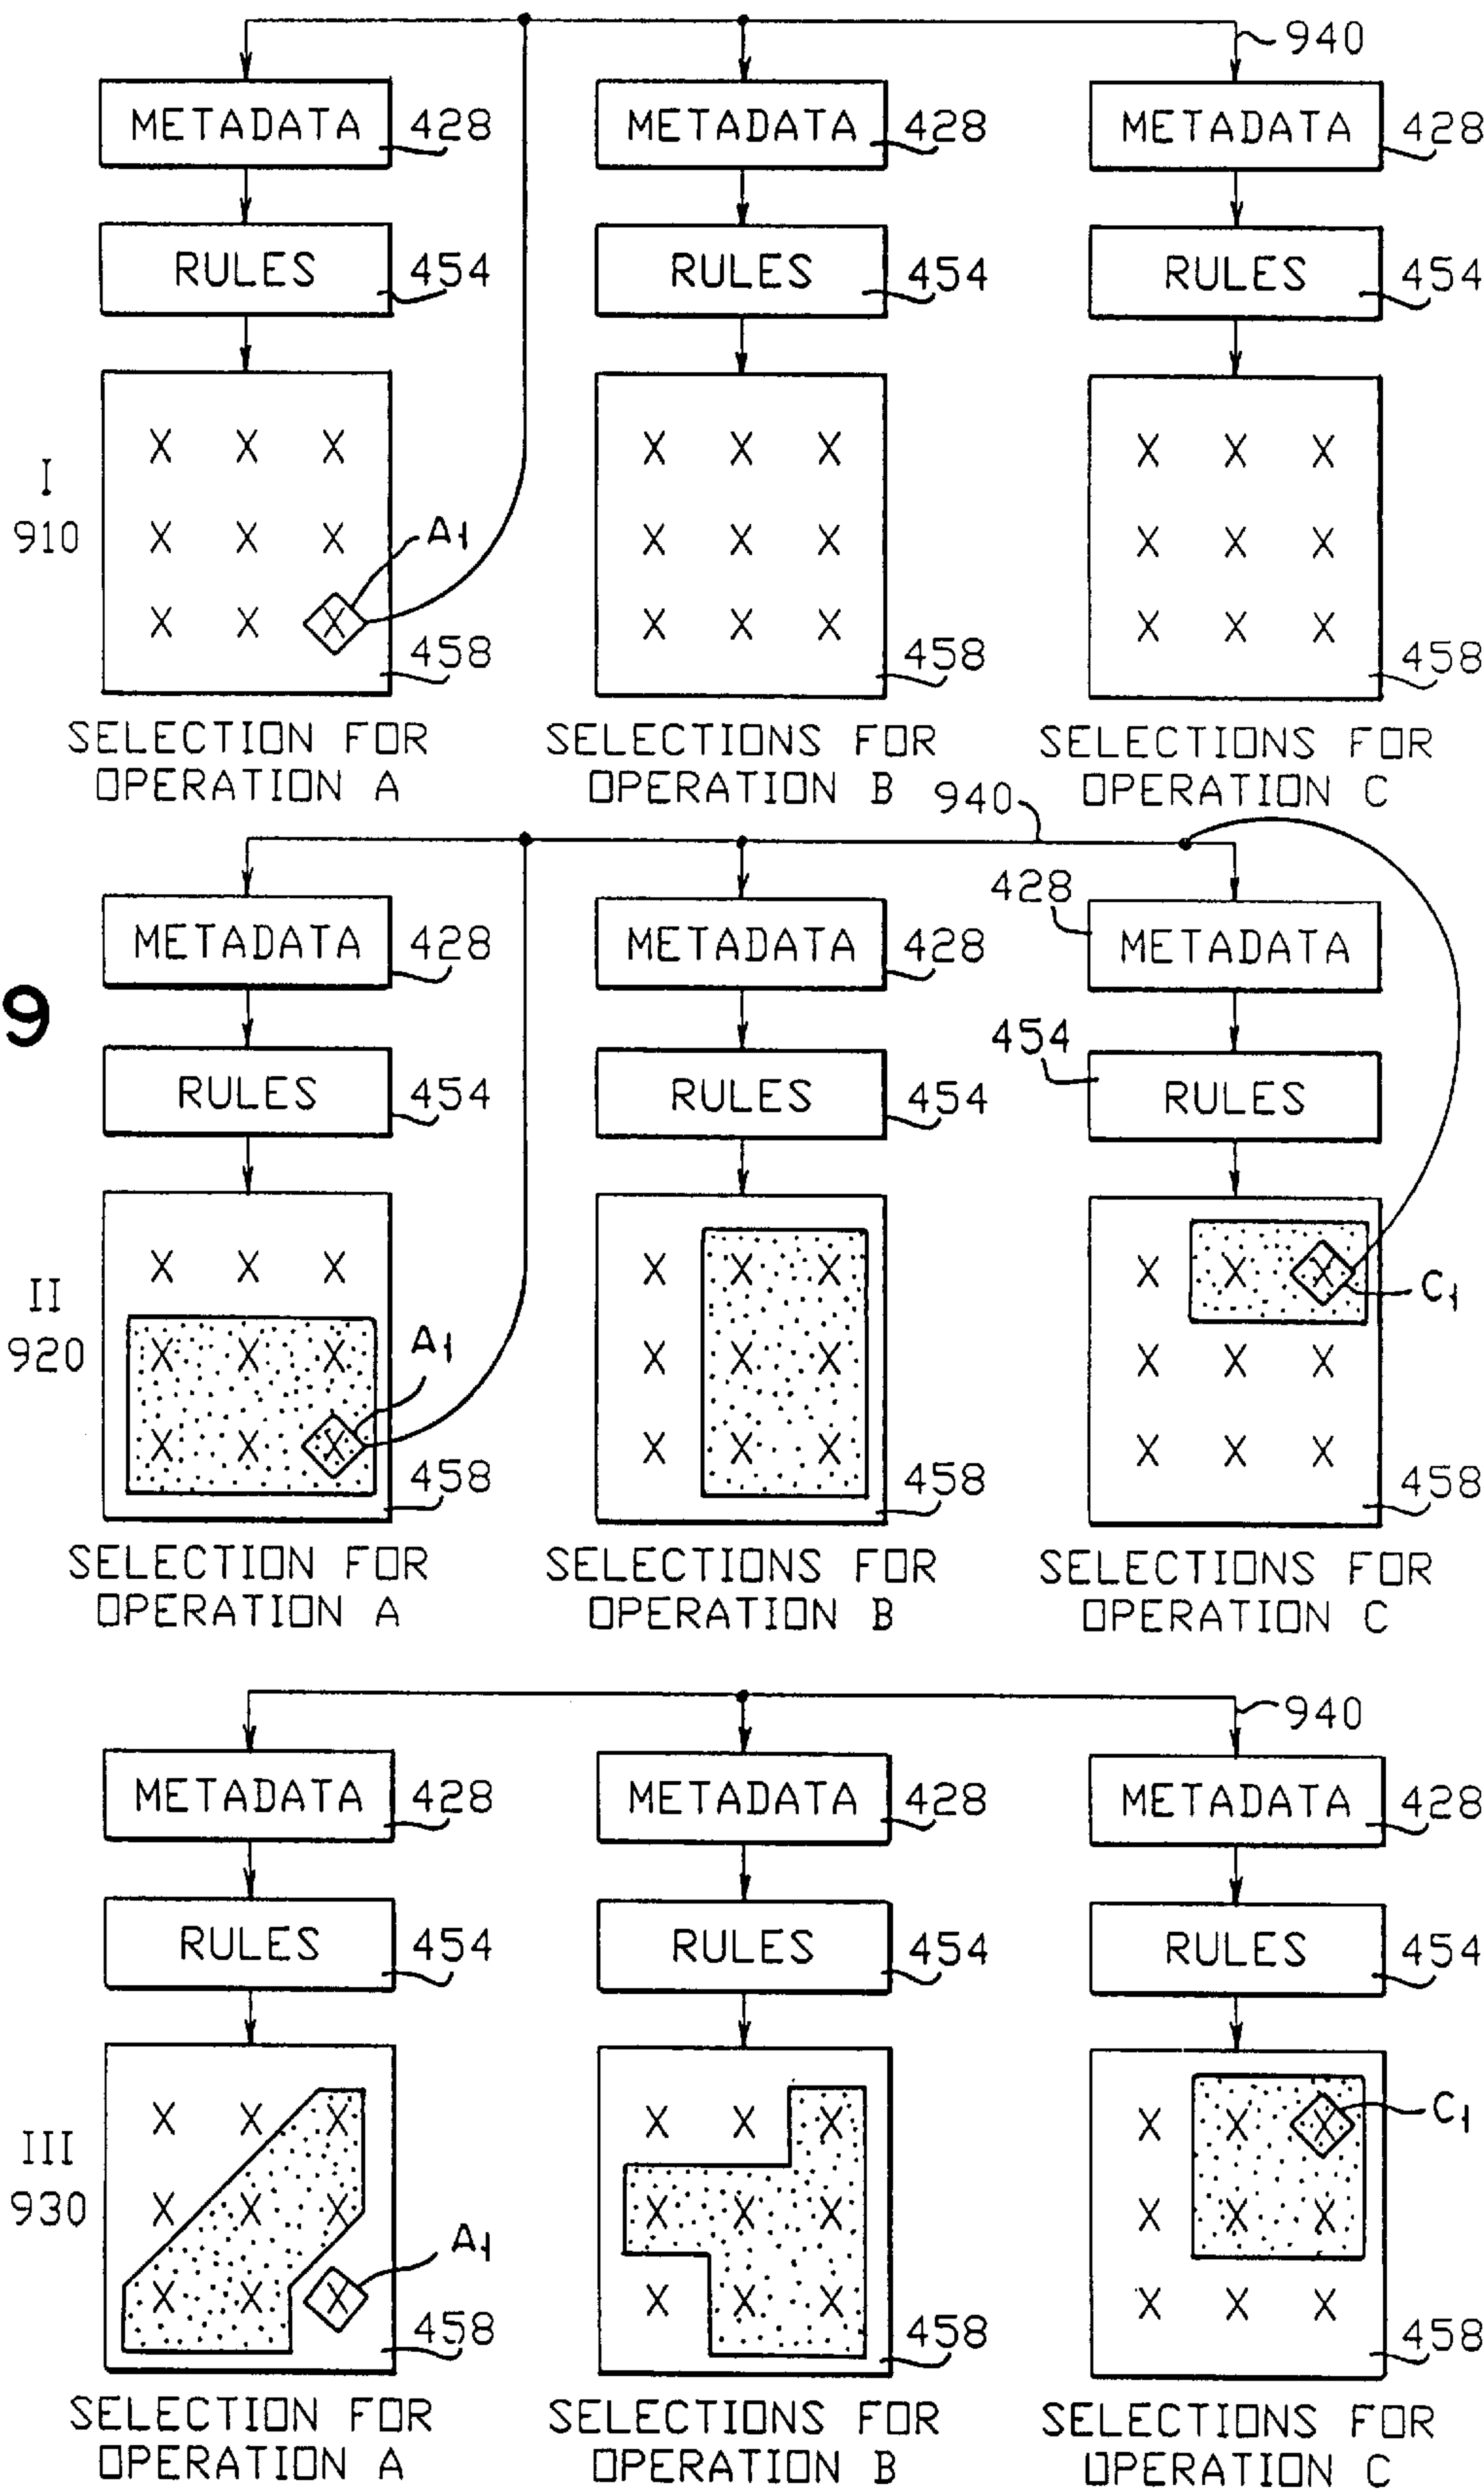 940
METADATA 428 METADATA 428 METADATA 428
RULES 454 RULES 454 RULES 454
X X X X X X X X X
I
910
X X X X X X X X X
A1
X X X X X X X X X
458 458 458
SELECTION FOR OPERATION A
SELECTIONS FOR OPERATION B
SELECTIONS FOR OPERATION C
940
428
METADATA 428 METADATA 428 METADATA
9
454
RULES 454 RULES 454 RULES
X X X X X X X X X
C1
II
920
X X X X X X X X X
A1
X X X X X X X X X
458 458 458
SELECTION FOR OPERATION A
SELECTIONS FOR OPERATION B
SELECTIONS FOR OPERATION C
940
METADATA 428 METADATA 428 METADATA 428
RULES 454 RULES 454 RULES 454
X X X X X X X X X
C1
III
930
X X X X X X X X X
A1
X X X X X X X X X
458 458 458
SELECTION FOR OPERATION A
SELECTIONS FOR OPERATION B
SELECTIONS FOR OPERATION C